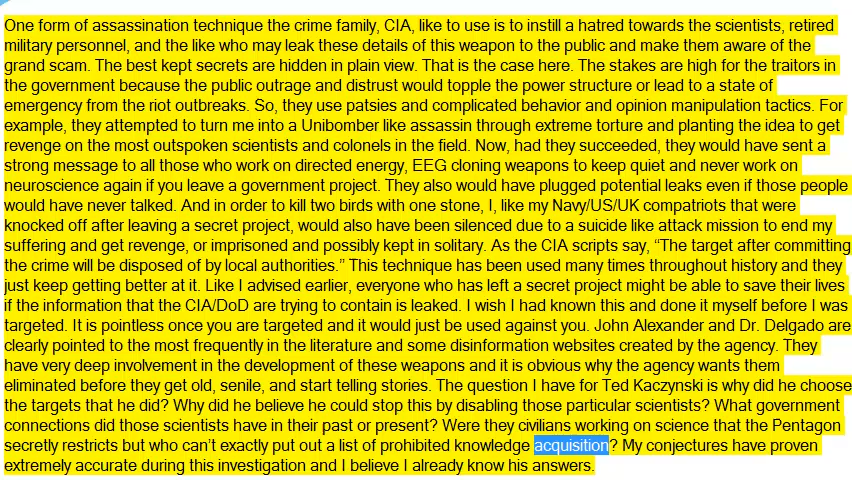 One form of assassination technique the crime family, CIA, like to use is to instill a hatred towards the scientists, retired
military personnel, and the like who may leak these details of this weapon to the public and make them aware of the
grand scam. The best kept secrets are hidden in plain view. That is the case here. The stakes are high for the traitors in
the government because the public outrage and distrust would topple the power structure or lead to a state of
emergency from the riot outbreaks. So, they use patsies and complicated behavior and opinion manipulation tactics. For
example, they attempted to turn me into a Unibomber like assassin through extreme torture and planting the idea to get
revenge on the most outspoken scientists and colonels in the field. Now, had they succeeded, they would have sent a
strong message to all those who work on directed energy, EEG cloning weapons to keep quiet and never work on
neuroscience again if you leave a government project. They also would have plugged potential leaks even if those people
would have never talked. And in order to kill two birds with one stone, I, like my Navy/US/UK compatriots that were
knocked off after leaving a secret project, would also have been silenced due to a suicide like attack mission to end my
suffering and get revenge, or imprisoned and possibly kept in solitary. As the CIA scripts say, “The target after committing
the crime will be disposed of by local authorities.” This technique has been used many times throughout history and they
just keep getting better at it. Like I advised earlier, everyone who has left a secret project might be able to save their lives
if the information that the CIA/DoD are trying to contain is leaked. I wish I had known this and done it myself before I was
targeted. It is pointless once you are targeted and it would just be used against you. John Alexander and Dr. Delgado are
clearly pointed to the most frequently in the literature and some disinformation websites created by the agency. They
have very deep involvement in the development of these weapons and it is obvious why the agency wants them
eliminated before they get old, senile, and start telling stories. The question I have for Ted Kaczynski is why did he choose
the targets that he did? Why did he believe he could stop this by disabling those particular scientists? What government
connections did those scientists have in their past or present? Were they civilians working on science that the Pentagon
secretly restricts but who can’t exactly put out a list of prohibited knowledge acquisition? My conjectures have proven
extremely accurate during this investigation and I believe I already know his answers.